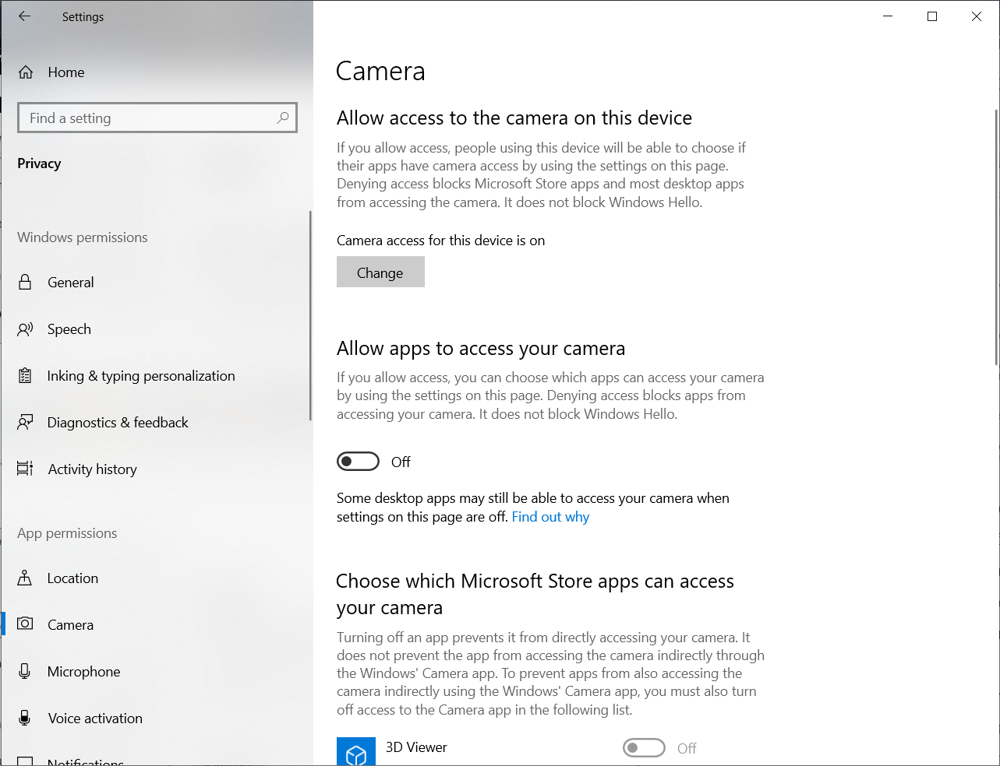 Settings
Home
Find a setting
Privacy
Windows permissions
General
Speech
Inking & typing personalization
Diagnostics & feedback
Activity history
App permissions
Location
Camera
Microphone
Voice activation
Notifications
Camera
Allow access to the camera on this device
If you allow access, people using this device will be able to choose if
their apps have camera access by using the settings on this page.
Denying access blocks Microsoft Store apps and most desktop apps
from accessing the camera. It does not block Windows Hello.
Camera access for this device is on
Change
Allow apps to access your camera
If you allow access, you can choose which apps can access your camera
by using the settings on this page. Denying access blocks apps from
accessing your camera. It does not block Windows Hello.
Off
Some desktop apps may still be able to access your camera when
settings on this page are off. Find out why
Choose which Microsoft Store apps can access
your camera
Turning off an app prevents it from directly accessing your camera. It
does not prevent the app from accessing the camera indirectly through
the Windows' Camera app. To prevent apps from also accessing the
camera indirectly using the Windows' Camera app, you must also turn
off access to the Camera app in the following list.
3D Viewer
Off